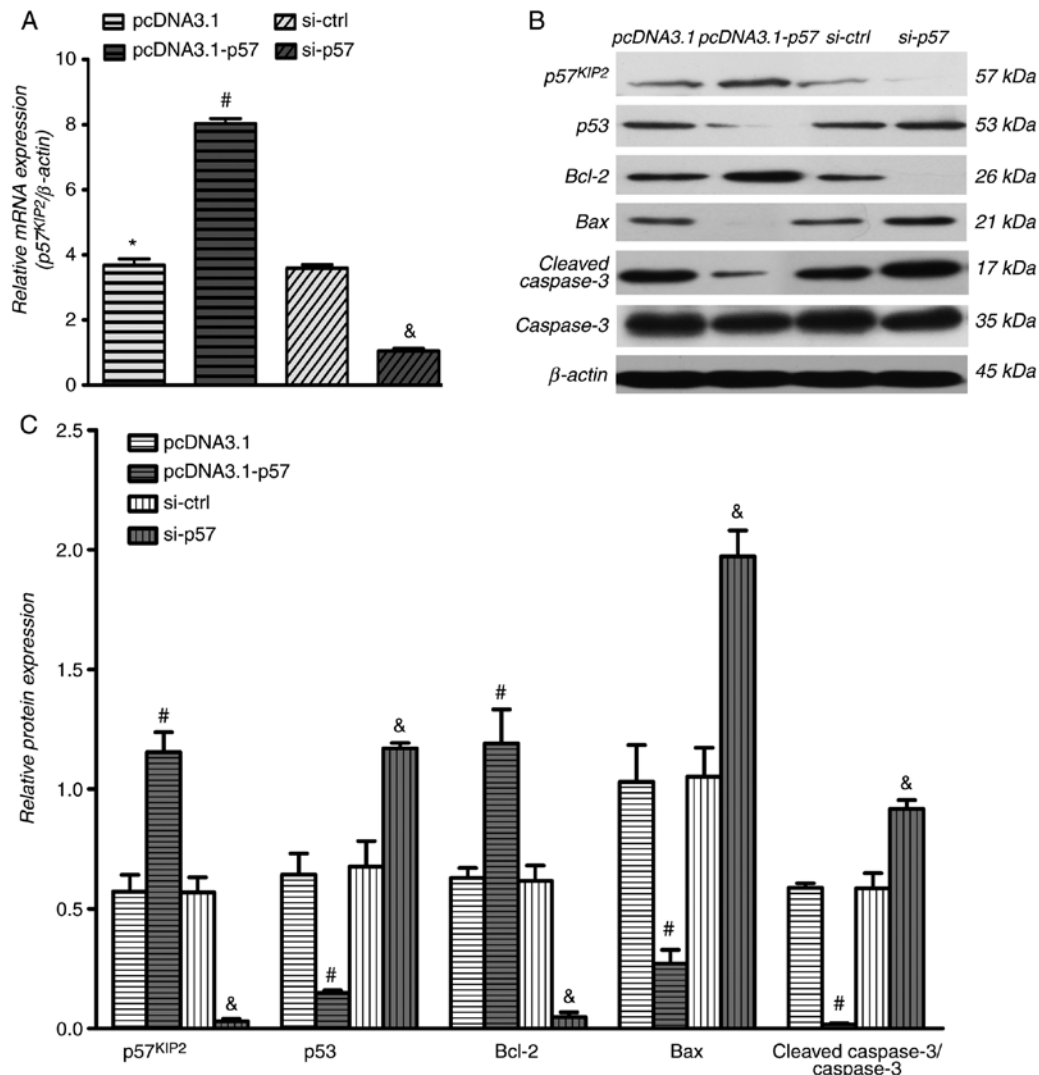 A
pcDNA3.1
si-ctrl
pcDNA3.1-p57
si-p57
Relative mRNA expression
(p57KIP2/β-actin)
10
8
6
4
2
0
*
#
&
B
pcDNA3.1 pcDNA3.1-p57 si-ctrl si-p57
p57KIP2 57 kDa
p53 53 kDa
Bcl-2 26 kDa
Bax 21 kDa
Cleaved
caspase-3 17 kDa
Caspase-3 35 kDa
β-actin 45 kDa
C
pcDNA3.1
pcDNA3.1-p57
si-ctrl
si-p57
Relative protein expression
2.5
2.0
1.5
1.0
0.5
0.0
# &
# &
# &
# &
# &
p57KIP2 p53 Bcl-2 Bax Cleaved caspase-3/
caspase-3